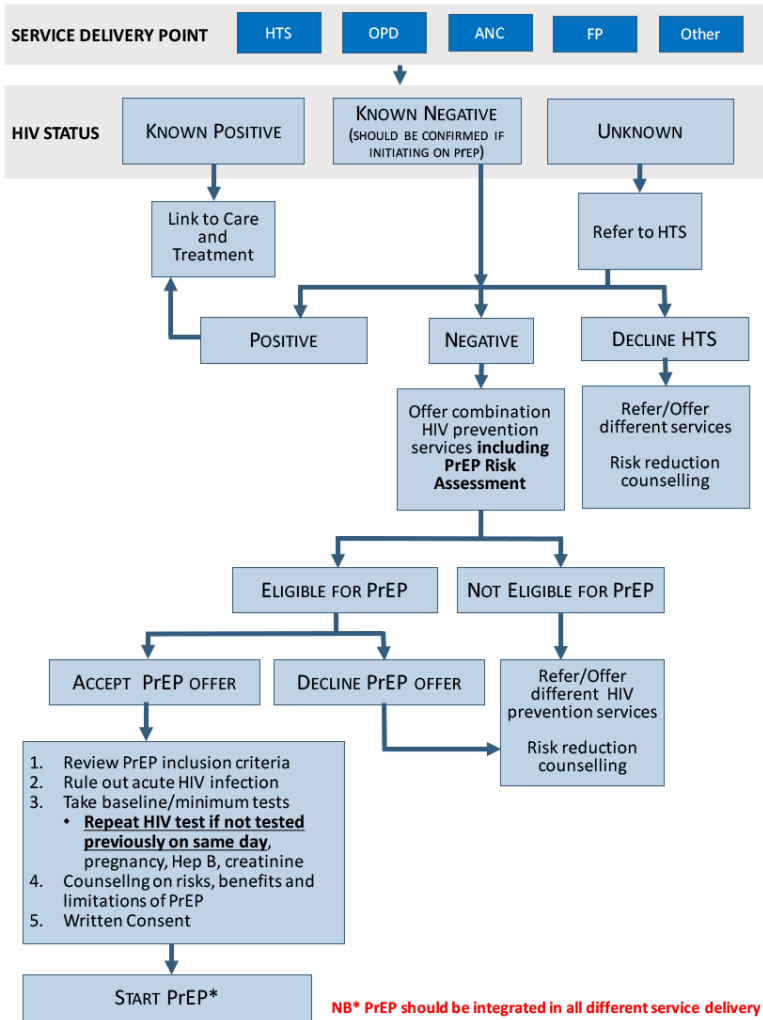 SERVICE DELIVERY POINT
HTS
OPD
ANC
FP
Other
HIV STATUS
KNOWN POSITIVE
KNOWN NEGATIVE
(SHOULD BE CONFIRMED IF
INITIATING ON PrEP)
UNKNOWN
Link to Care
and
Treatment
Refer to HTS
POSITIVE
NEGATIVE
DECLINE HTS
Offer combination
HIV prevention
services including
PrEP Risk
Assessment
Refer/Offer
different services
Risk reduction
counselling
ELIGIBLE FOR PrEP
NOT ELIGIBLE FOR PrEP
ACCEPT PrEP OFFER
DECLINE PrEP OFFER
Refer/Offer
different HIV
prevention services
Risk reduction
counselling
1. Review PrEP inclusion criteria
2. Rule out acute HIV infection
3. Take baseline/minimum tests
• Repeat HIV test if not tested
previously on same day,
pregnancy, Hep B, creatinine
4. Counsellng on risks, benefits and
limitations of PrEP
5. Written Consent
START PrEP*
NB* PrEP should be integrated in all different service delivery